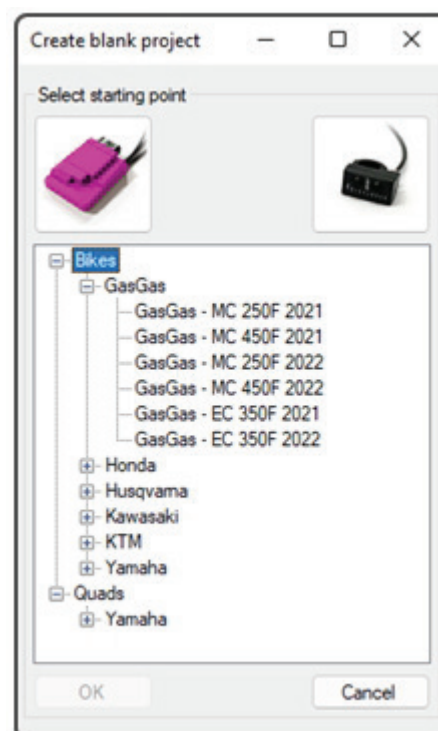 Create blank project
Select starting point
Bikes
GasGas
GasGas - MC 250F 2021
GasGas - MC 450F 2021
GasGas - MC 250F 2022
GasGas - MC 450F 2022
GasGas - EC 350F 2021
GasGas - EC 350F 2022
Honda
Husqvarna
Kawasaki
KTM
Yamaha
Quads
Yamaha
OK
Cancel